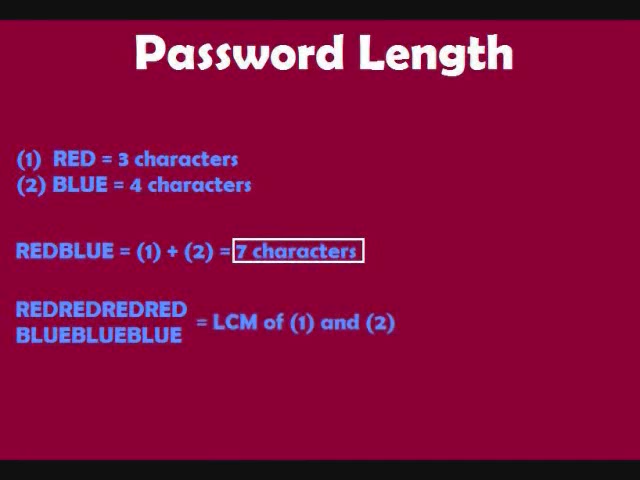 Password Length
(1) RED = 3 characters
(2) BLUE = 4 characters
REDBLUE = (1) + (2) = 7 characters
REDREDREDRED
BLUEBLUEBLUE = LCM of (1) and (2)